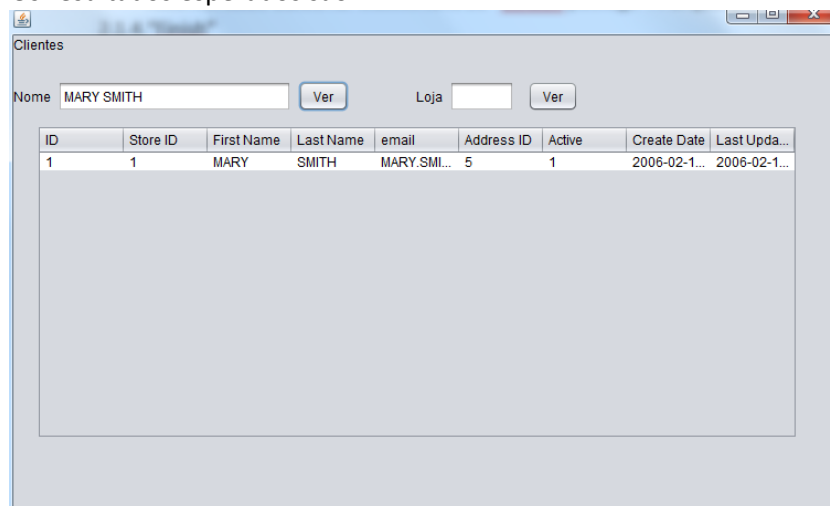 Clientes
Nome MARY SMITH Ver Loja Ver
ID Store ID First Name Last Name email Address ID Active Create Date Last Upda...
1 1 MARY SMITH MARY.SMI... 5 1 2006-02-1... 2006-02-1...